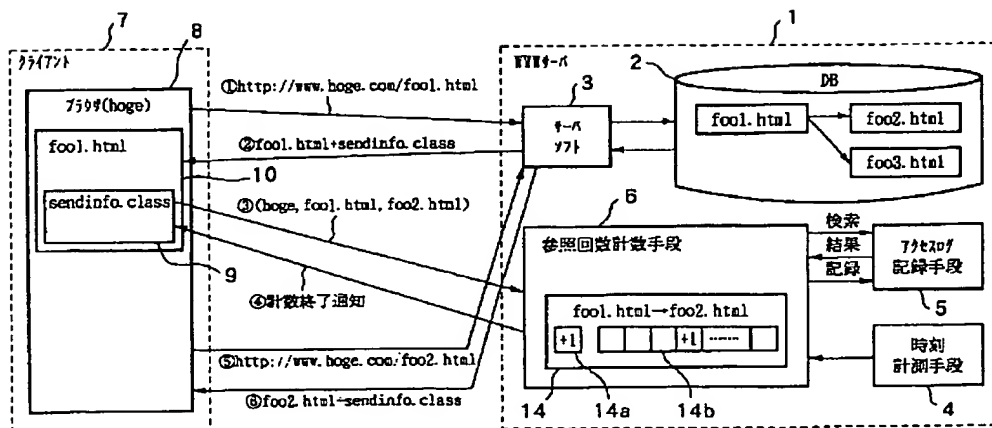 7
クライアント
8
ブラウザ(hoge)
foo1.html
10
sendinfo.class
9
①http://www.hoge.com/foo1.html
②foo1.html+sendinfo.class
③(hoge, foo1.html, foo2.html)
④計数終了通知
⑤http://www.hoge.com/foo2.html
⑥foo2.html+sendinfo.class
1
WWWサーバ
2
DB
3
サーバ
ソフト
foo1.html
foo2.html
foo3.html
6
参照回数計数手段
検索
結果
記録
アクセスログ
記録手段
5
foo1.html→foo2.html
+1
+1
……
14
14a
14b
時刻
計測手段
4